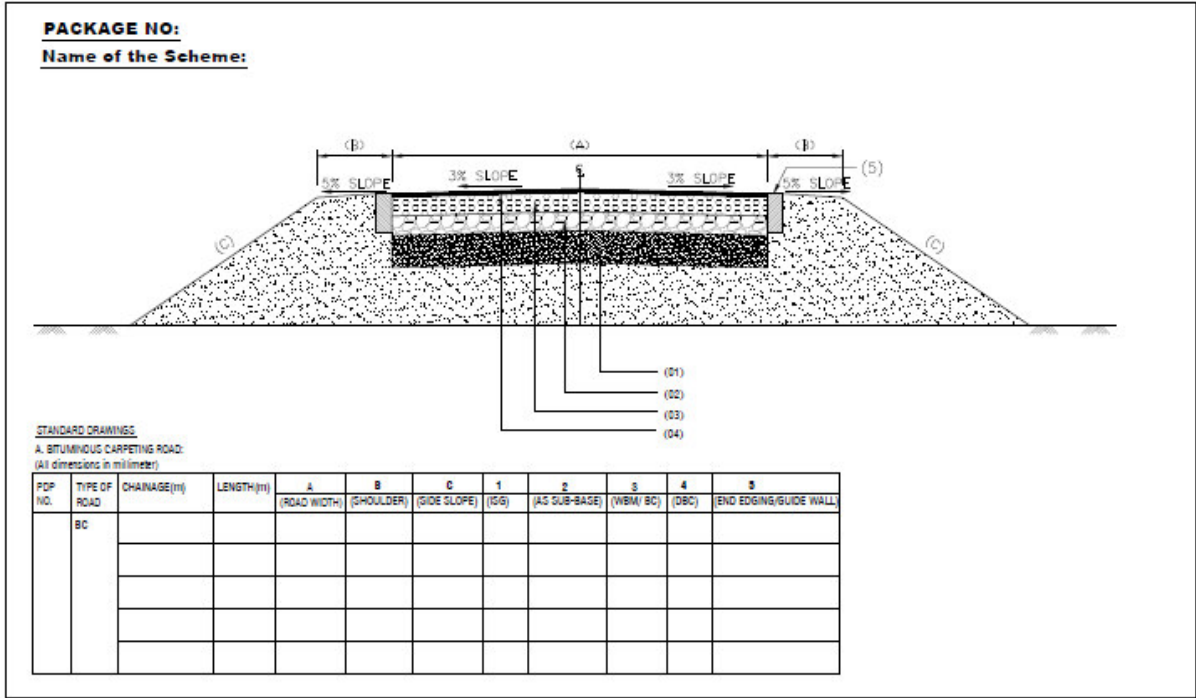 PACKAGE NO:
Name of the Scheme:
(B) (A) (B)
5% SLOPE 3% SLOPE ℄ 3% SLOPE 5% SLOPE (5)
(C) (C)
(01)
(02)
(03)
(04)
STANDARD DRAWINGS
A. BITUMINOUS CARPETING ROAD:
(All dimensions in millimeter)
PDP NO. TYPE OF ROAD CHAINAGE(m) LENGTH(m) A (ROAD WIDTH) B (SHOULDER) C (SIDE SLOPE) 1 (ISG) 2 (AS SUB-BASE) 3 (WBM/ BC) 4 (DBC) 5 (END EDGING/GUIDE WALL)
BC